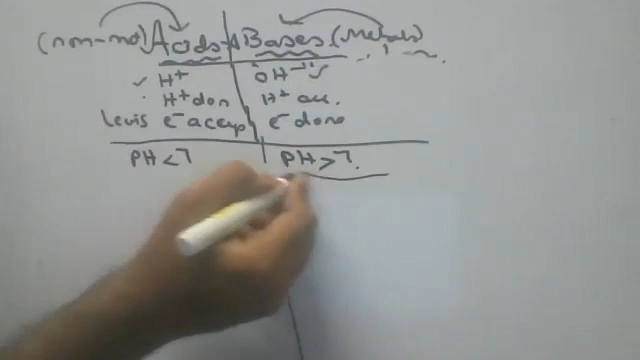 (non-met) Acids & Bases (Metals)
✓ H+ OH-
H+ don H+ acc.
Lewis e- accep e- dono
PH<7 PH>7.